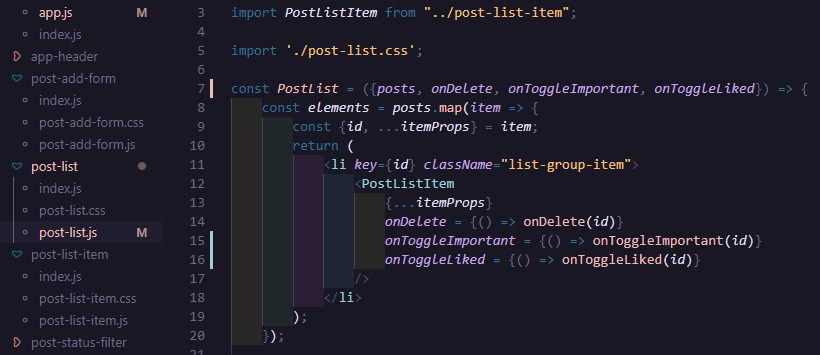 app.js M
index.js
app-header
post-add-form
index.js
post-add-form.css
post-add-form.js
post-list
index.js
post-list.css
post-list.js M
post-list-item
index.js
post-list-item.css
post-list-item.js
post-status-filter
3 import PostListItem from "../post-list-item";
4
5 import './post-list.css';
6
7 const PostList = ({posts, onDelete, onToggleImportant, onToggleLiked}) => {
8 const elements = posts.map(item => {
9 const {id, ...itemProps} = item;
10 return (
11 <li key={id} className="list-group-item">
12 <PostListItem
13 {...itemProps}
14 onDelete = {() => onDelete(id)}
15 onToggleImportant = {() => onToggleImportant(id)}
16 onToggleLiked = {() => onToggleLiked(id)}
17 />
18 </li>
19 );
20 });